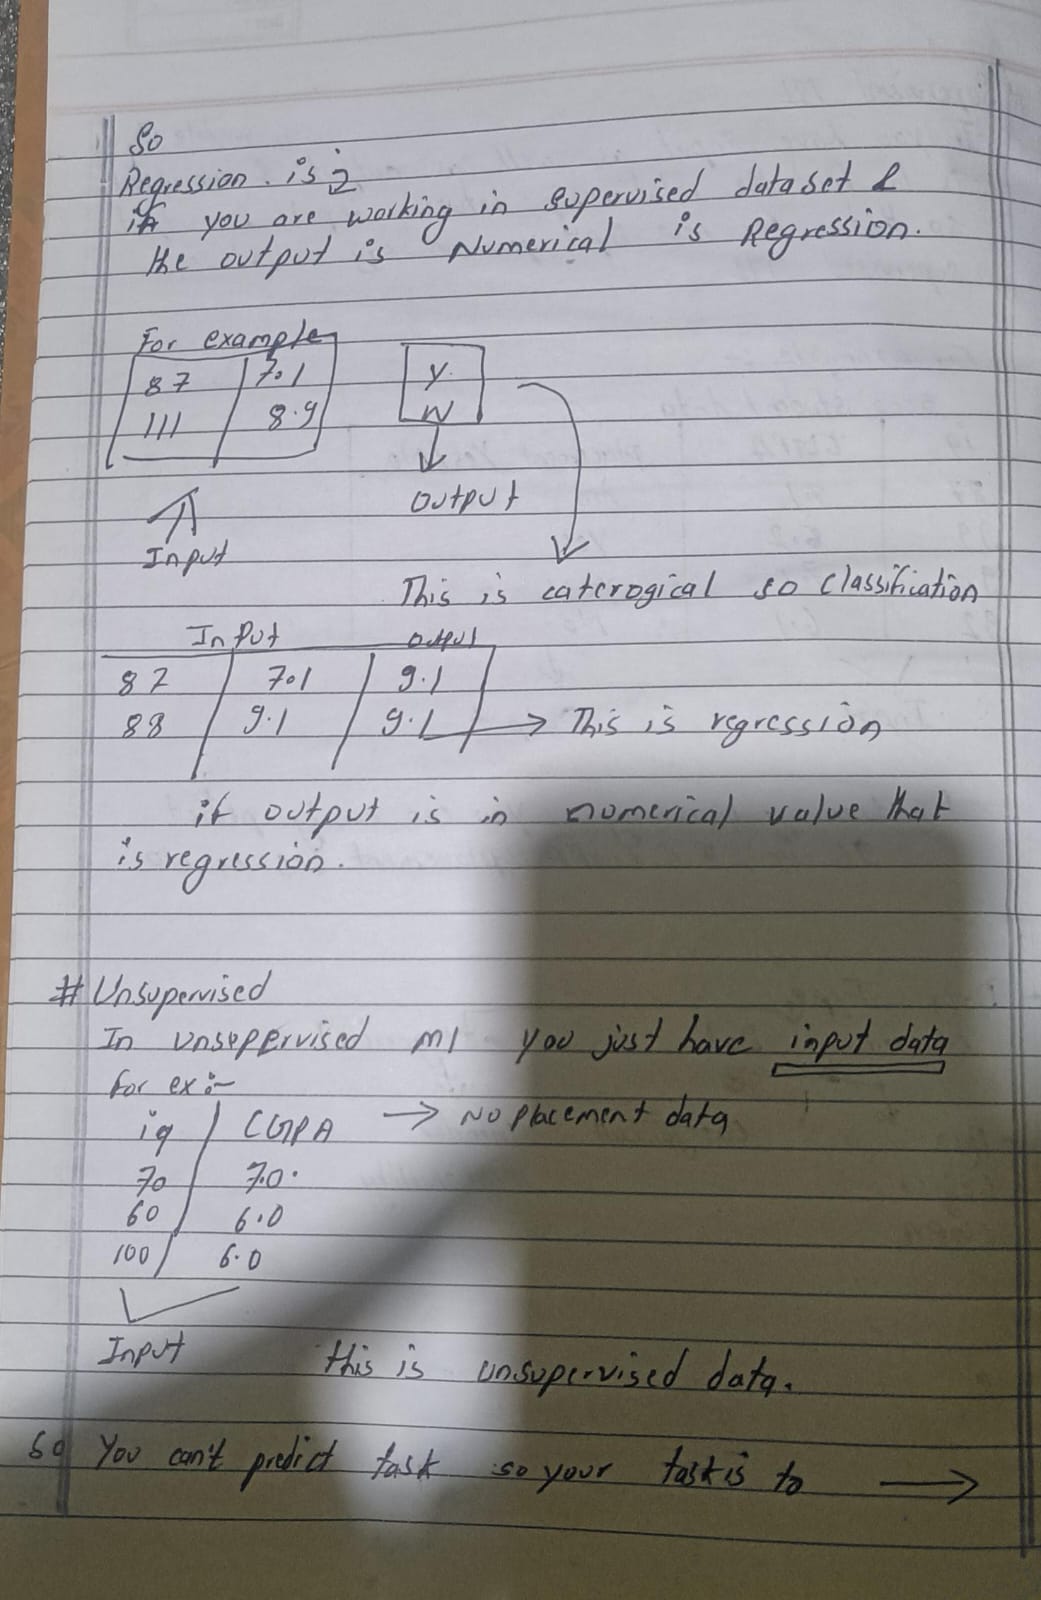 So
Regression. is
if you are working in supervised dataset &
the output is Numerical is Regression.
For example
87 7.1
111 8.9
Y.
N
Output
Input
This is caterogical so classification
Input Output
87 7.1 9.1
88 9.1 9.1 → This is regression
if output is in numerical value that
is regression.
# Unsupervised
In unsupervised ml you just have input data
for ex:-
iq CGPA → No placement data
70 7.0.
60 6.0
100 6.0
Input
this is unsupervised data.
so You can't predict task so your task is to →